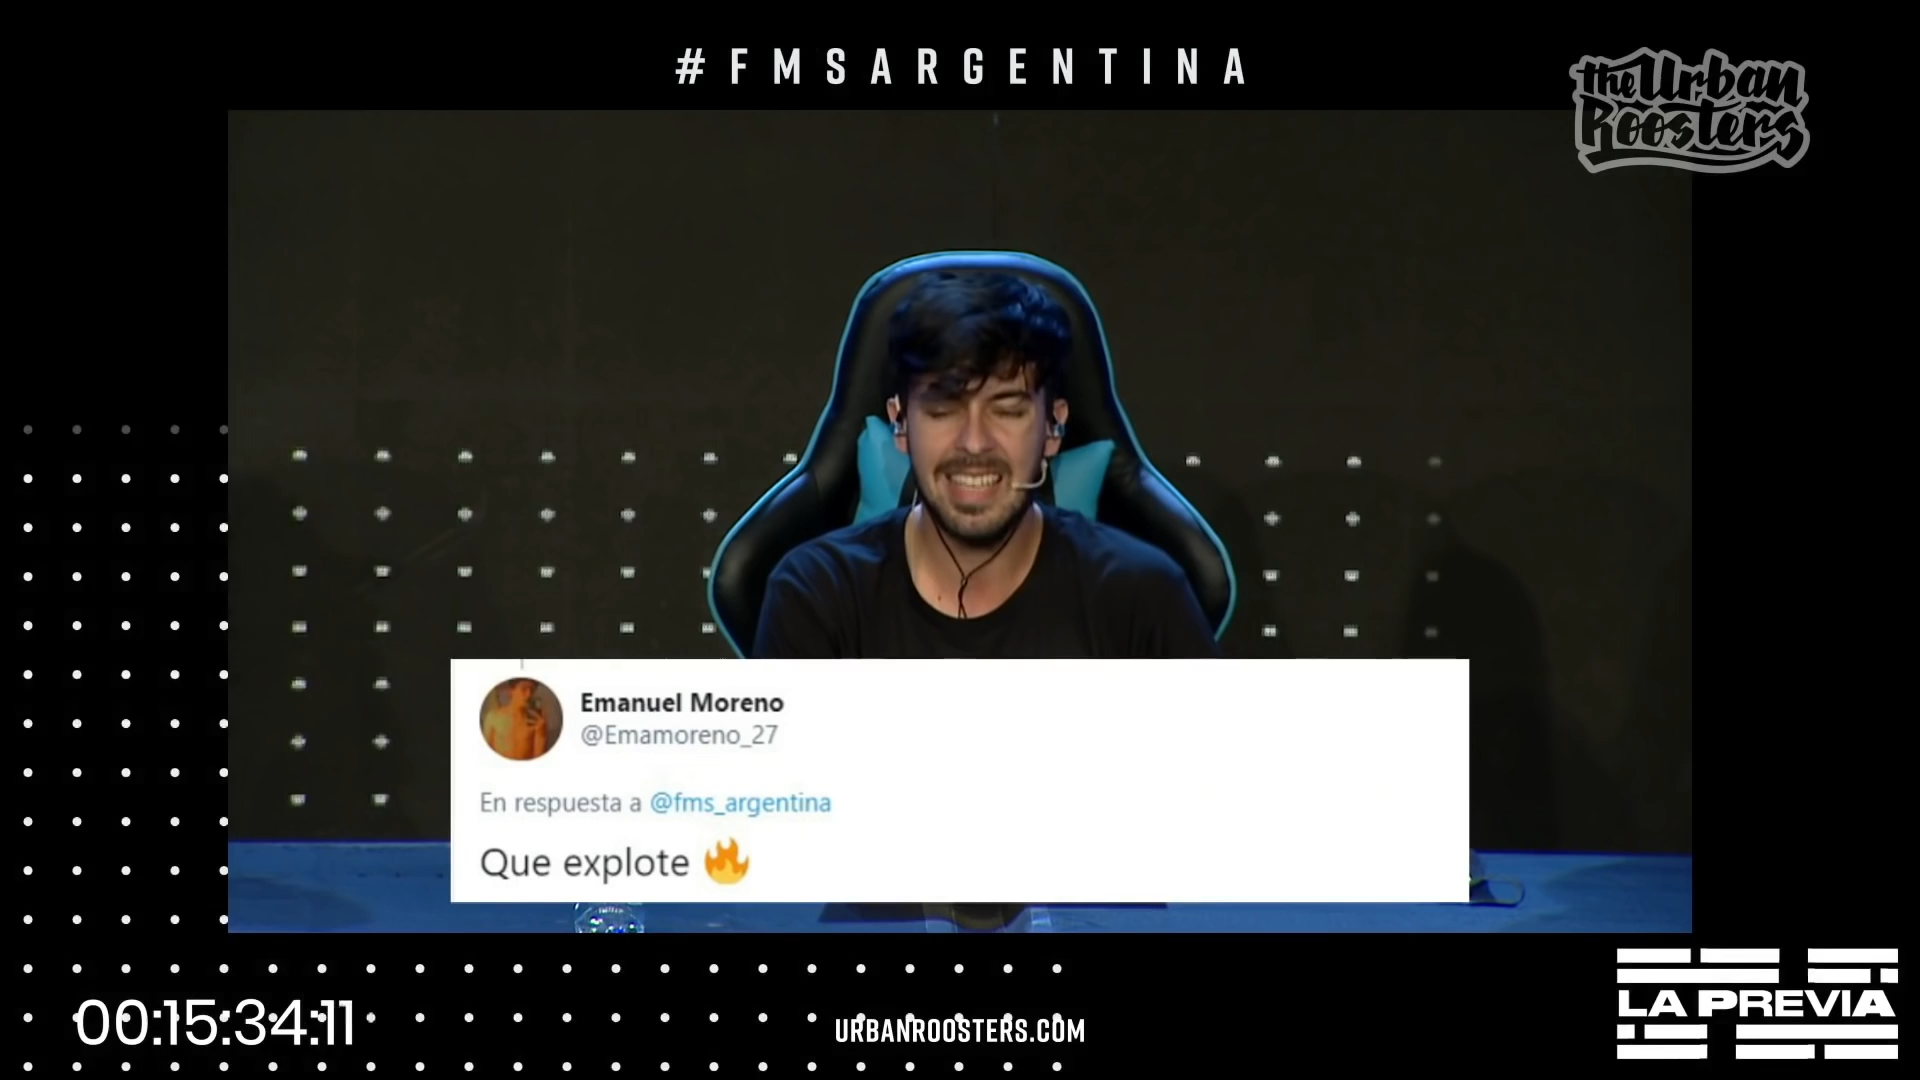 #FMSARGENTINA
the Urban
Roosters
Emanuel Moreno
@Emamoreno_27
En respuesta a @fms_argentina
Que explote 🔥
00:15:34:11
URBANROOSTERS.COM
LA PREVIA